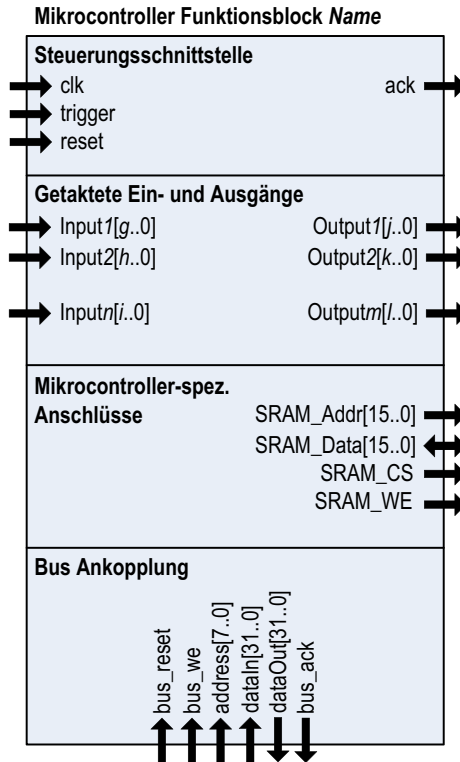 Mikrocontroller Funktionsblock Name
Steuerungsschnittstelle
clk ack
trigger
reset
Getaktete Ein- und Ausgänge
Input1[g..0] Output1[j..0]
Input2[h..0] Output2[k..0]
Inputn[i..0] Outputm[l..0]
Mikrocontroller-spez.
Anschlüsse SRAM_Addr[15..0]
SRAM_Data[15..0]
SRAM_CS
SRAM_WE
Bus Ankopplung
bus_reset
bus_we
address[7..0]
dataIn[31..0]
dataOut[31..0]
bus_ack